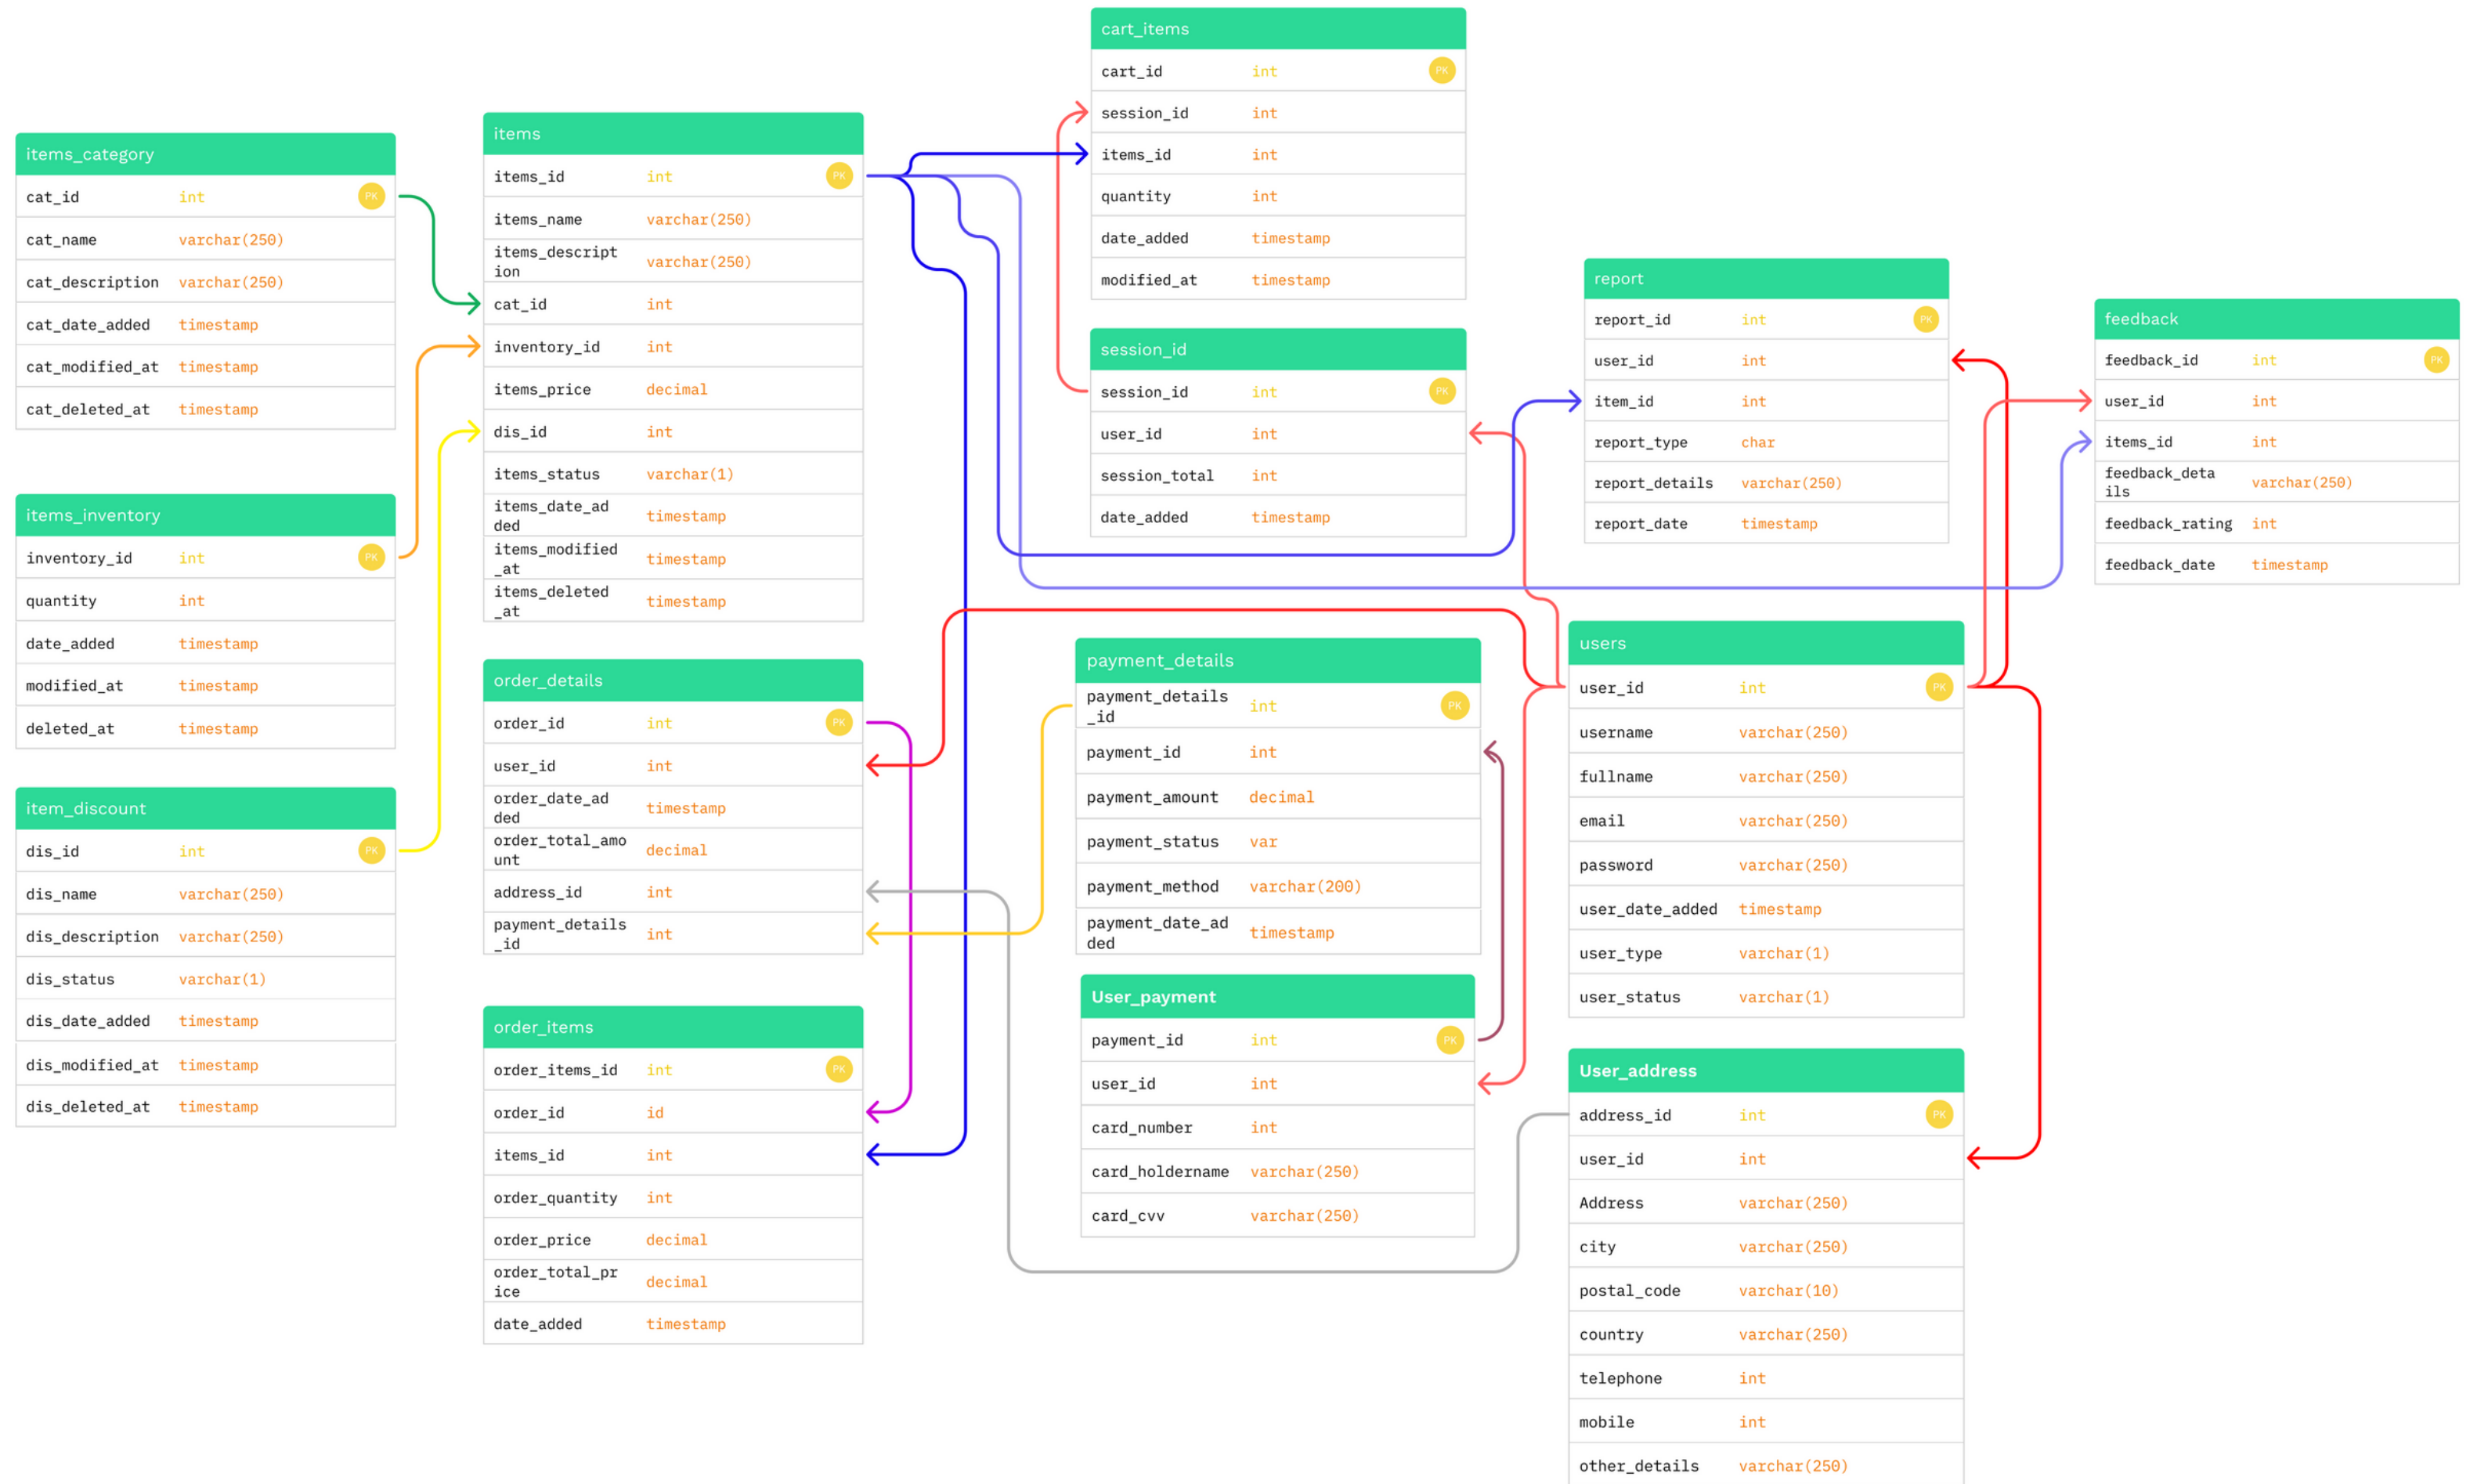 items_category
cat_id int PK
cat_name varchar(250)
cat_description varchar(250)
cat_date_added timestamp
cat_modified_at timestamp
cat_deleted_at timestamp
items_inventory
inventory_id int PK
quantity int
date_added timestamp
modified_at timestamp
deleted_at timestamp
item_discount
dis_id int PK
dis_name varchar(250)
dis_description varchar(250)
dis_status varchar(1)
dis_date_added timestamp
dis_modified_at timestamp
dis_deleted_at timestamp
items
items_id int PK
items_name varchar(250)
items_descript
ion varchar(250)
cat_id int
inventory_id int
items_price decimal
dis_id int
items_status varchar(1)
items_date_ad
ded timestamp
items_modified
_at timestamp
items_deleted
_at timestamp
order_details
order_id int PK
user_id int
order_date_ad
ded timestamp
order_total_amo
unt decimal
address_id int
payment_details
_id int
order_items
order_items_id int PK
order_id id
items_id int
order_quantity int
order_price decimal
order_total_pr
ice decimal
date_added timestamp
cart_items
cart_id int PK
session_id int
items_id int
quantity int
date_added timestamp
modified_at timestamp
session_id
session_id int PK
user_id int
session_total int
date_added timestamp
payment_details
payment_details
_id int PK
payment_id int
payment_amount decimal
payment_status var
payment_method varchar(200)
payment_date_ad
ded timestamp
User_payment
payment_id int PK
user_id int
card_number int
card_holdername varchar(250)
card_cvv varchar(250)
report
report_id int PK
user_id int
item_id int
report_type char
report_details varchar(250)
report_date timestamp
users
user_id int PK
username varchar(250)
fullname varchar(250)
email varchar(250)
password varchar(250)
user_date_added timestamp
user_type varchar(1)
user_status varchar(1)
User_address
address_id int PK
user_id int
Address varchar(250)
city varchar(250)
postal_code varchar(10)
country varchar(250)
telephone int
mobile int
other_details varchar(250)
feedback
feedback_id int PK
user_id int
items_id int
feedback_deta
ils varchar(250)
feedback_rating int
feedback_date timestamp